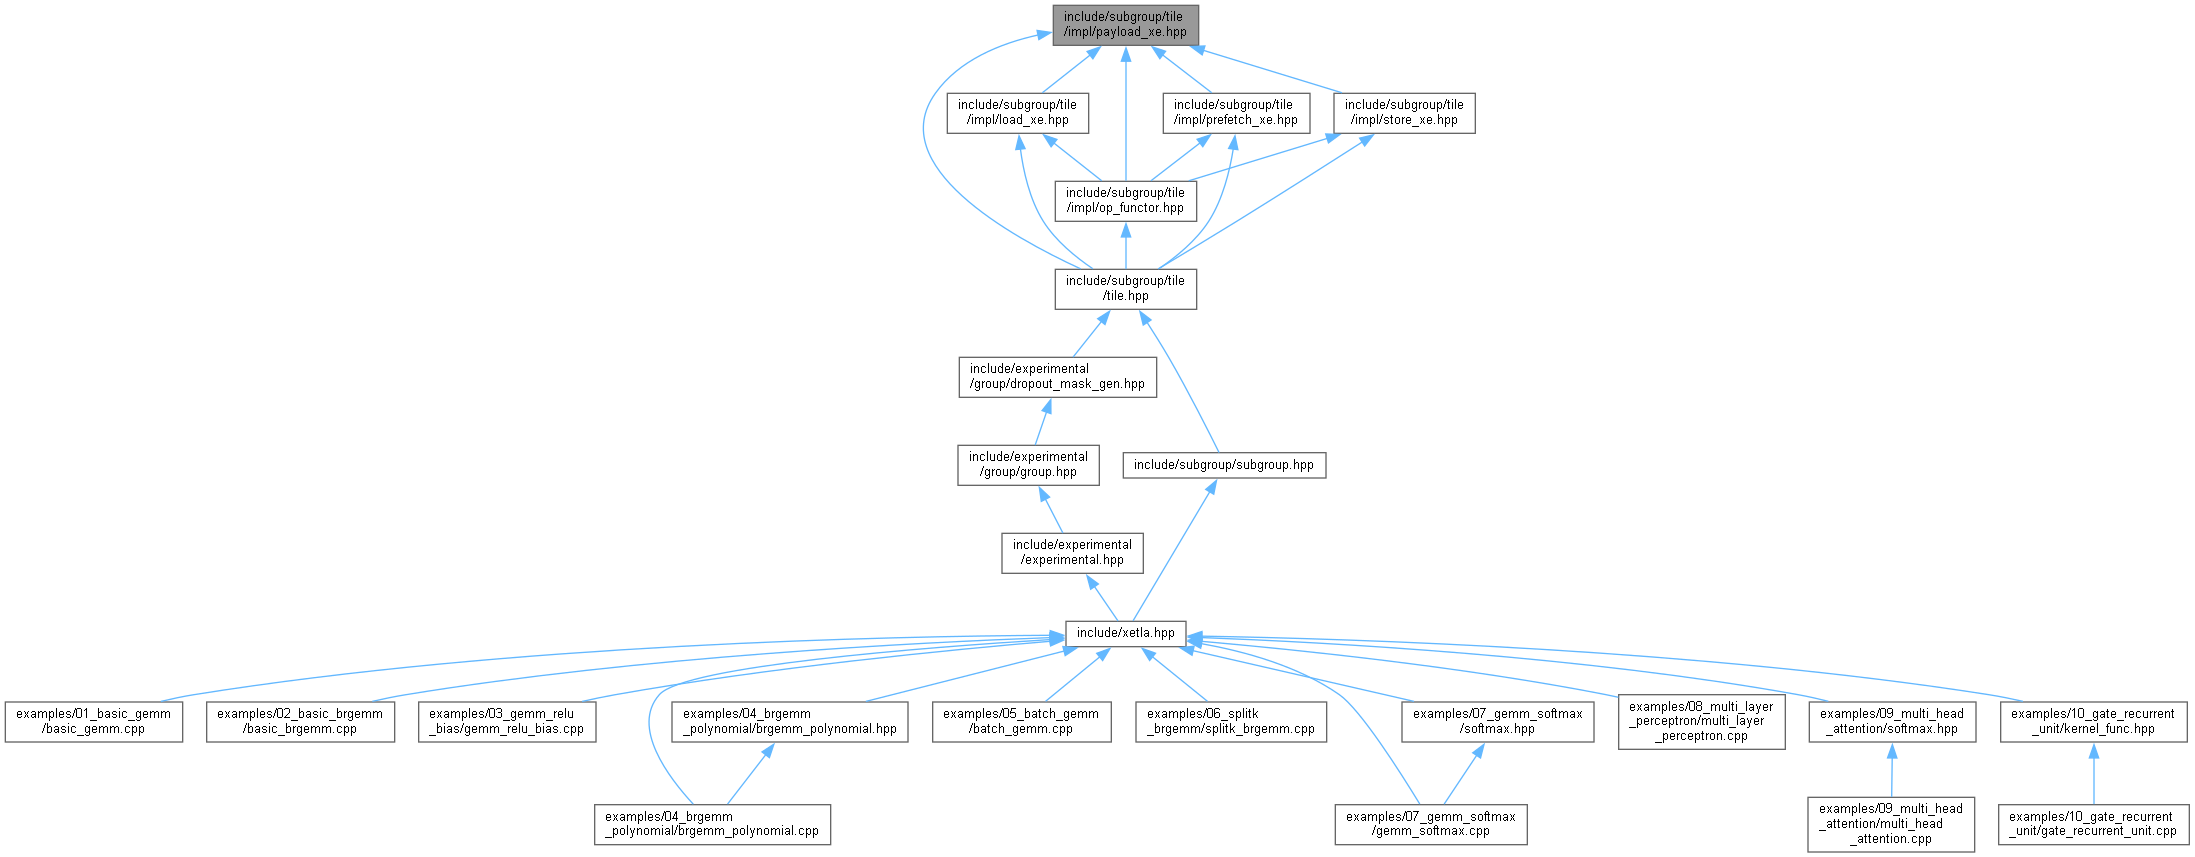 include/subgroup/tile
/impl/payload_xe.hpp
include/subgroup/tile
/impl/load_xe.hpp
include/subgroup/tile
/impl/prefetch_xe.hpp
include/subgroup/tile
/impl/store_xe.hpp
include/subgroup/tile
/impl/op_functor.hpp
include/subgroup/tile
/tile.hpp
include/experimental
/group/dropout_mask_gen.hpp
include/experimental
/group/group.hpp
include/subgroup/subgroup.hpp
include/experimental
/experimental.hpp
include/xetla.hpp
examples/01_basic_gemm
/basic_gemm.cpp
examples/02_basic_brgemm
/basic_brgemm.cpp
examples/03_gemm_relu
_bias/gemm_relu_bias.cpp
examples/04_brgemm
_polynomial/brgemm_polynomial.hpp
examples/05_batch_gemm
/batch_gemm.cpp
examples/06_splitk
_brgemm/splitk_brgemm.cpp
examples/07_gemm_softmax
/softmax.hpp
examples/08_multi_layer
_perceptron/multi_layer
_perceptron.cpp
examples/09_multi_head
_attention/softmax.hpp
examples/10_gate_recurrent
_unit/kernel_func.hpp
examples/04_brgemm
_polynomial/brgemm_polynomial.cpp
examples/07_gemm_softmax
/gemm_softmax.cpp
examples/09_multi_head
_attention/multi_head
_attention.cpp
examples/10_gate_recurrent
_unit/gate_recurrent_unit.cpp